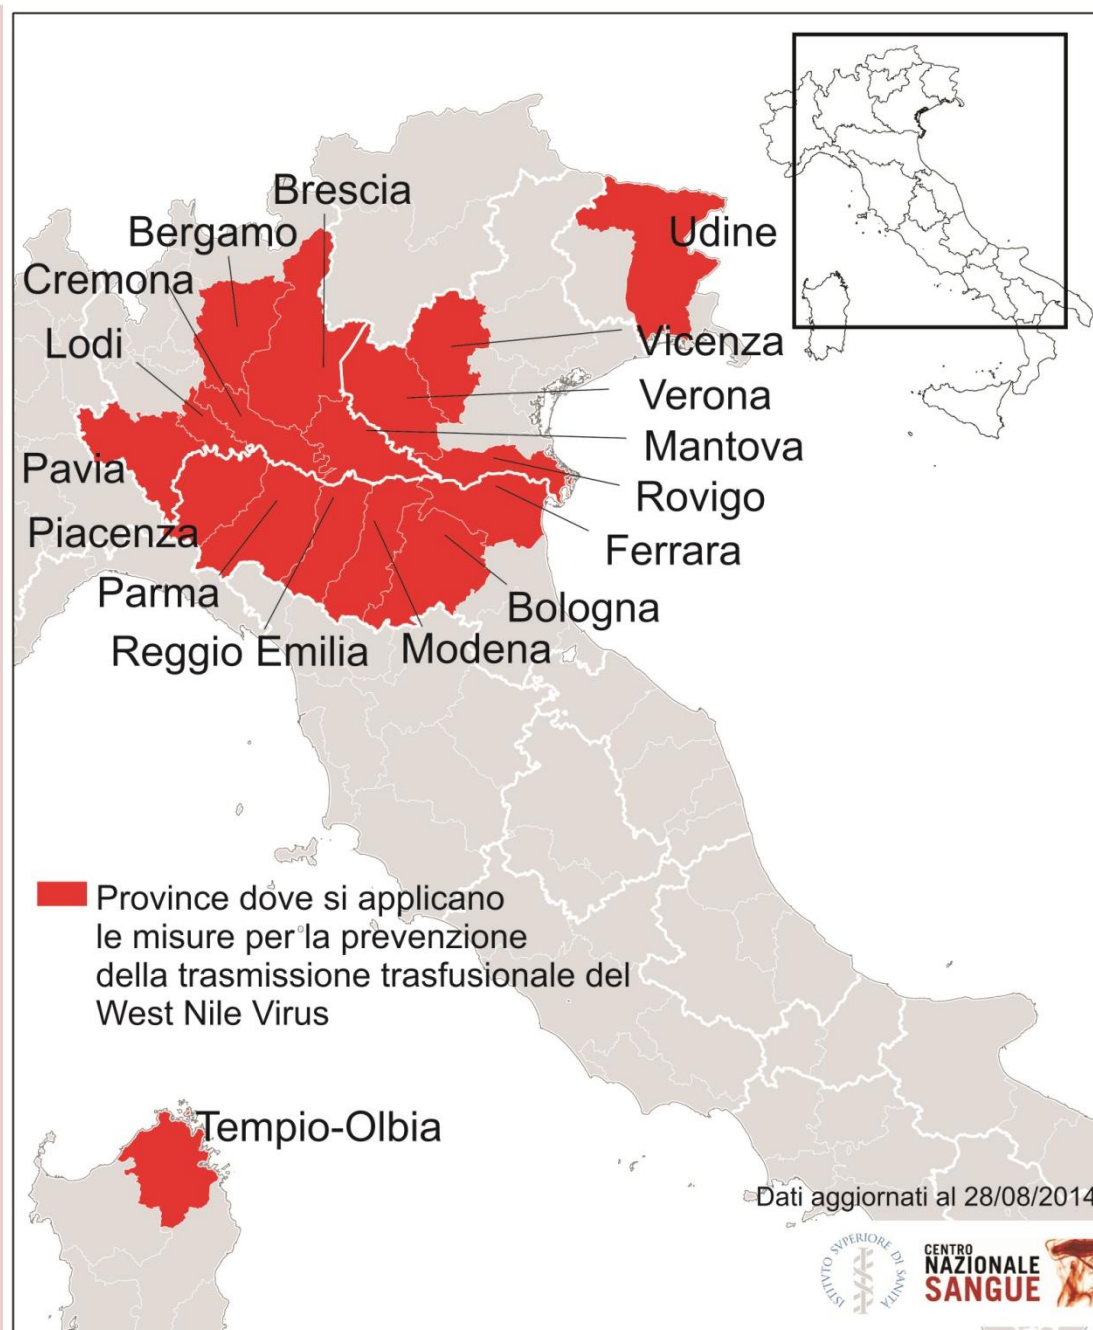 Brescia
Bergamo
Udine
Cremona
Lodi
Vicenza
Verona
Mantova
Pavia
Rovigo
Piacenza
Ferrara
Parma
Bologna
Reggio Emilia
Modena
Province dove si applicano
le misure per la prevenzione
della trasmissione trasfusionale del
West Nile Virus
Tempio-Olbia
Dati aggiornati al 28/08/2014
ISTITVTO SVPERIORE DI SANITÀ
CENTRO
NAZIONALE
SANGUE